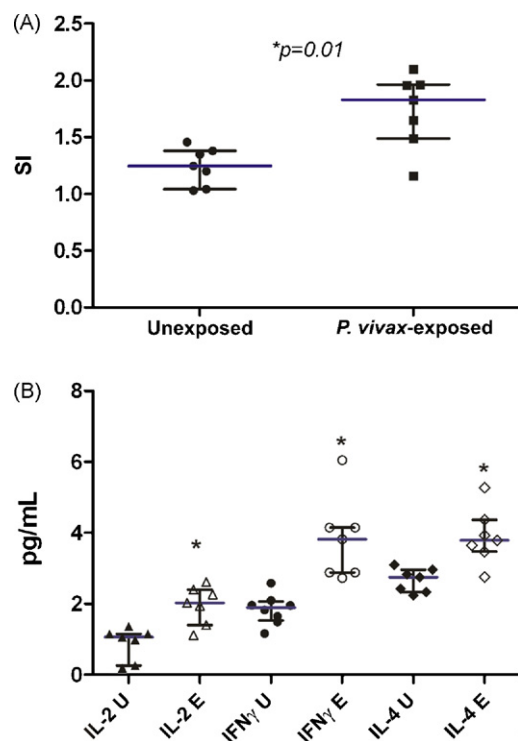 (A)
2.5
2.0
1.5
1.0
0.5
0.0
SI
*p=0.01
Unexposed
P. vivax-exposed
(B)
8
6
4
2
0
pg/mL
*
*
*
IL-2 U
IL-2 E
IFNγ U
IFNγ E
IL-4 U
IL-4 E